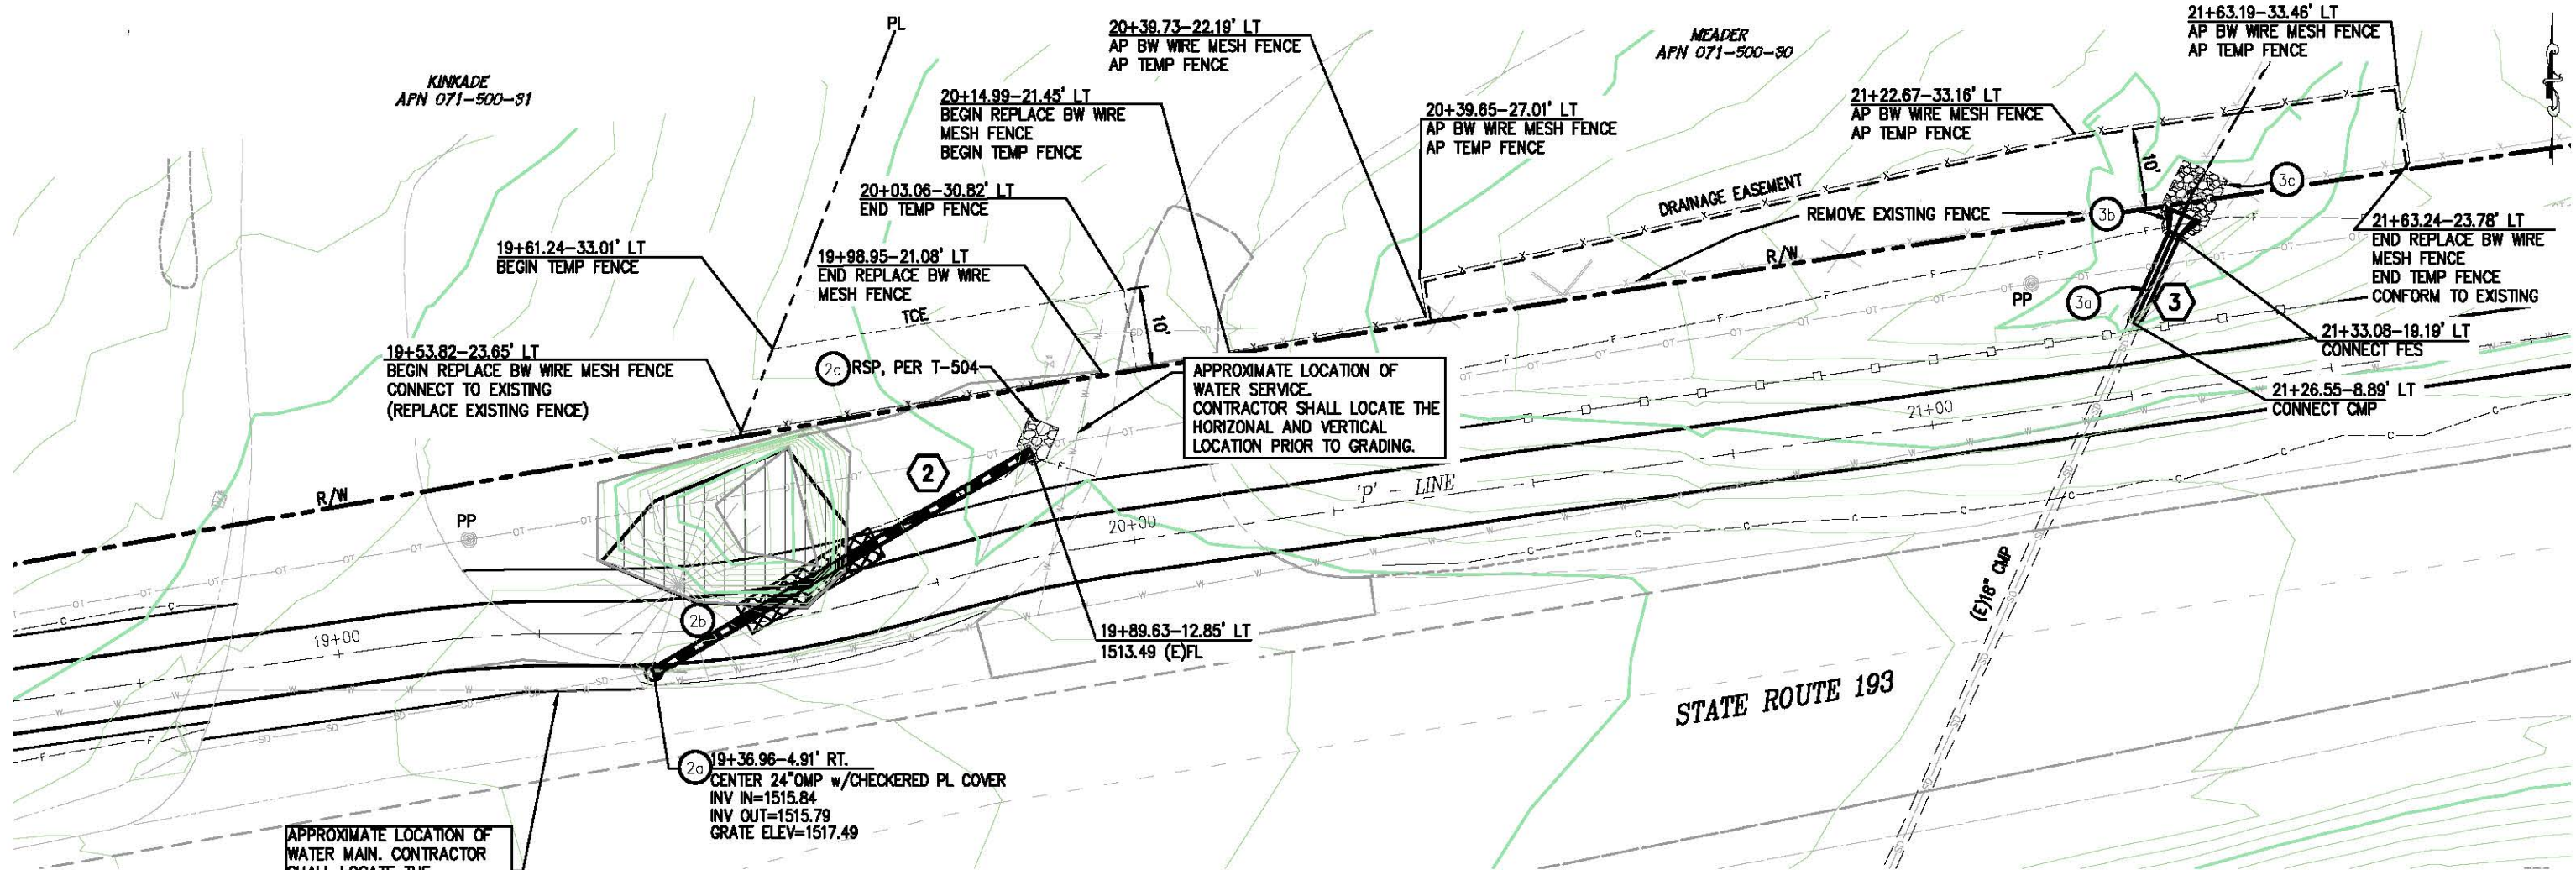 PL
KINKADE
APN 071-500-31
20+39.73-22.19' LT
AP BW WIRE MESH FENCE
AP TEMP FENCE
MEADER
APN 071-500-30
21+63.19-33.46' LT
AP BW WIRE MESH FENCE
AP TEMP FENCE
20+14.99-21.45' LT
BEGIN REPLACE BW WIRE
MESH FENCE
BEGIN TEMP FENCE
20+39.65-27.01' LT
AP BW WIRE MESH FENCE
AP TEMP FENCE
21+22.67-33.16' LT
AP BW WIRE MESH FENCE
AP TEMP FENCE
20+03.06-30.82' LT
END TEMP FENCE
19+61.24-33.01' LT
BEGIN TEMP FENCE
19+98.95-21.08' LT
END REPLACE BW WIRE
MESH FENCE
TCE
10'
DRAINAGE EASEMENT
REMOVE EXISTING FENCE
R/W
10'
3b
3c
21+63.24-23.78' LT
END REPLACE BW WIRE
MESH FENCE
END TEMP FENCE
CONFORM TO EXISTING
PP
3a
3
21+33.08-19.19' LT
CONNECT FES
21+26.55-8.89' LT
CONNECT CMP
19+53.82-23.65' LT
BEGIN REPLACE BW WIRE MESH FENCE
CONNECT TO EXISTING
(REPLACE EXISTING FENCE)
2c RSP, PER T-504
APPROXIMATE LOCATION OF
WATER SERVICE.
CONTRACTOR SHALL LOCATE THE
HORIZONAL AND VERTICAL
LOCATION PRIOR TO GRADING.
21+00
2
R/W
PP
'P' - LINE
20+00
19+00
2b
19+89.63-12.85' LT
1513.49 (E)FL
(E)18" CMP
STATE ROUTE 193
2a 19+36.96-4.91' RT.
CENTER 24"OMP w/CHECKERED PL COVER
INV IN=1515.84
INV OUT=1515.79
GRATE ELEV=1517.49
APPROXIMATE LOCATION OF
WATER MAIN. CONTRACTOR
SHALL LOCATE THE